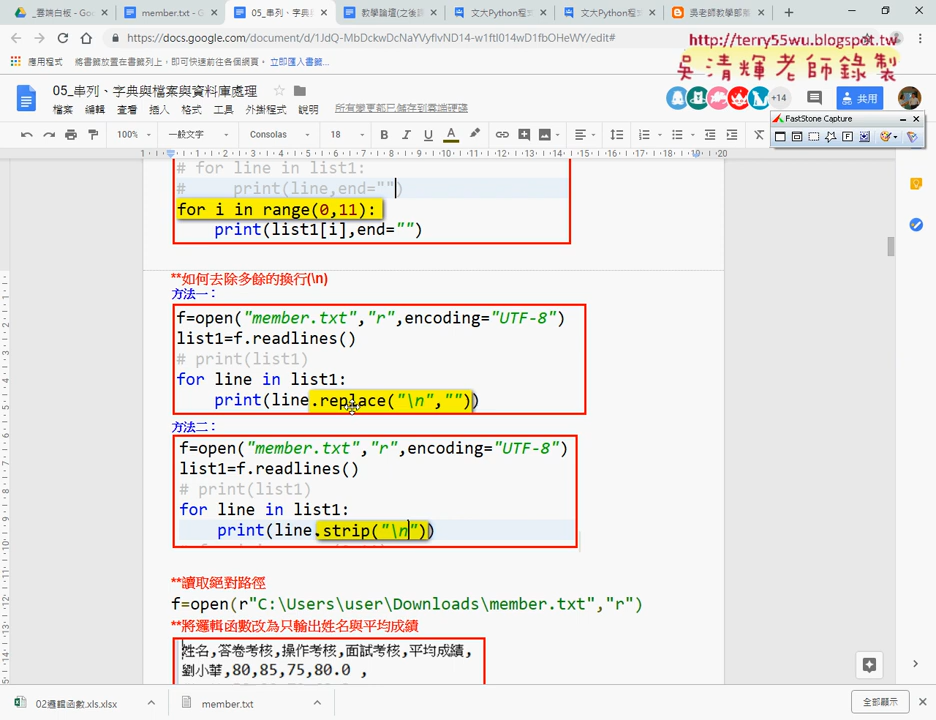 _雲端白板 - Goo
member.txt - G
05_串列、字典與
教學論壇(之後課
文大Python程式
文大Python程式
吳老師教學部落
https://docs.google.com/document/d/1JdQ-MbDckwDcNaYVyflvND14-w1ftI014wD1fbOHeWY/edit#
http://terry55wu.blogspot.tw
應用程式
將書籤放置在書籤列上，即可快速前往各個網頁。
立即匯入書籤...
吳清輝老師錄製
05_串列、字典與檔案與資料庫處理
檔案 編輯 查看 插入 格式 工具 外掛程式 說明
所有變更都已儲存到雲端硬碟
+14
共用
FastStone Capture
100%
一般文字
Consolas
18
# for line in list1:
#     print(line,end="")
for i in range(0,11):
print(list1[i],end="")
**如何去除多餘的換行(\n)
方法一：
f=open("member.txt","r",encoding="UTF-8")
list1=f.readlines()
# print(list1)
for line in list1:
print(line.replace("\n",""))
方法二：
f=open("member.txt","r",encoding="UTF-8")
list1=f.readlines()
# print(list1)
for line in list1:
print(line.strip("\n"))
**讀取絕對路徑
f=open(r"C:\Users\user\Downloads\member.txt","r")
**將邏輯函數改為只輸出姓名與平均成績
姓名,答卷考核,操作考核,面試考核,平均成績,
劉小華,80,85,75,80.0 ,
02邏輯函數.xls.xlsx
member.txt
全部顯示